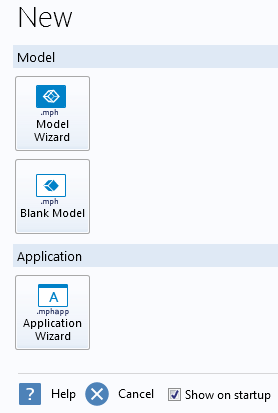 New
Model
.mph
Model
Wizard
.mph
Blank Model
Application
A
.mphapp
Application
Wizard
? Help Cancel Show on startup